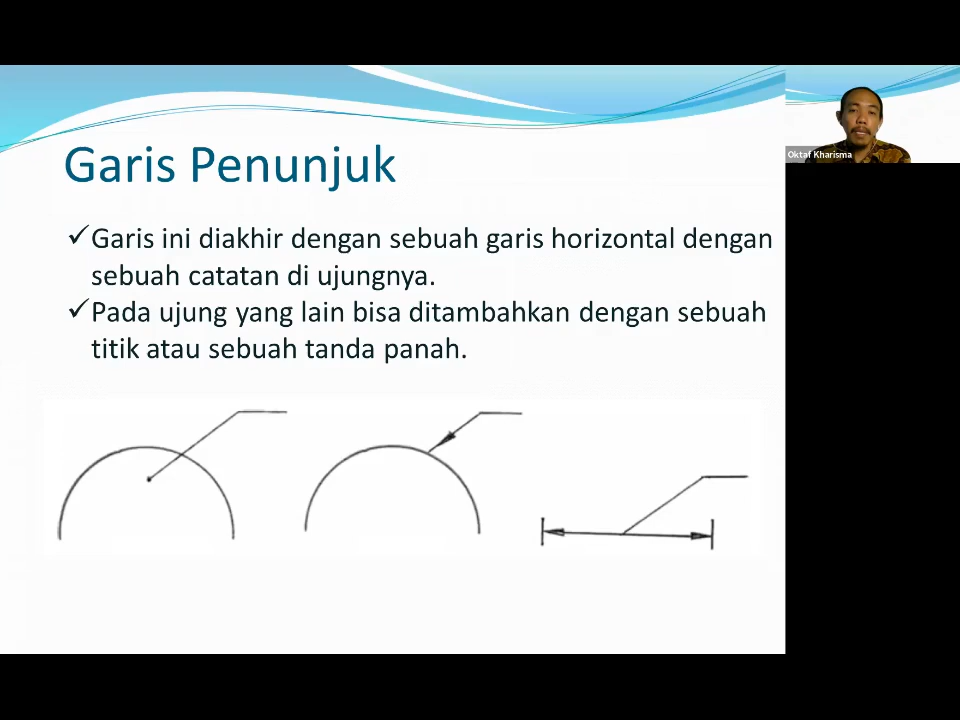 Garis Penunjuk
Oktaf Kharisma
✓Garis ini diakhir dengan sebuah garis horizontal dengan
sebuah catatan di ujungnya.
✓Pada ujung yang lain bisa ditambahkan dengan sebuah
titik atau sebuah tanda panah.